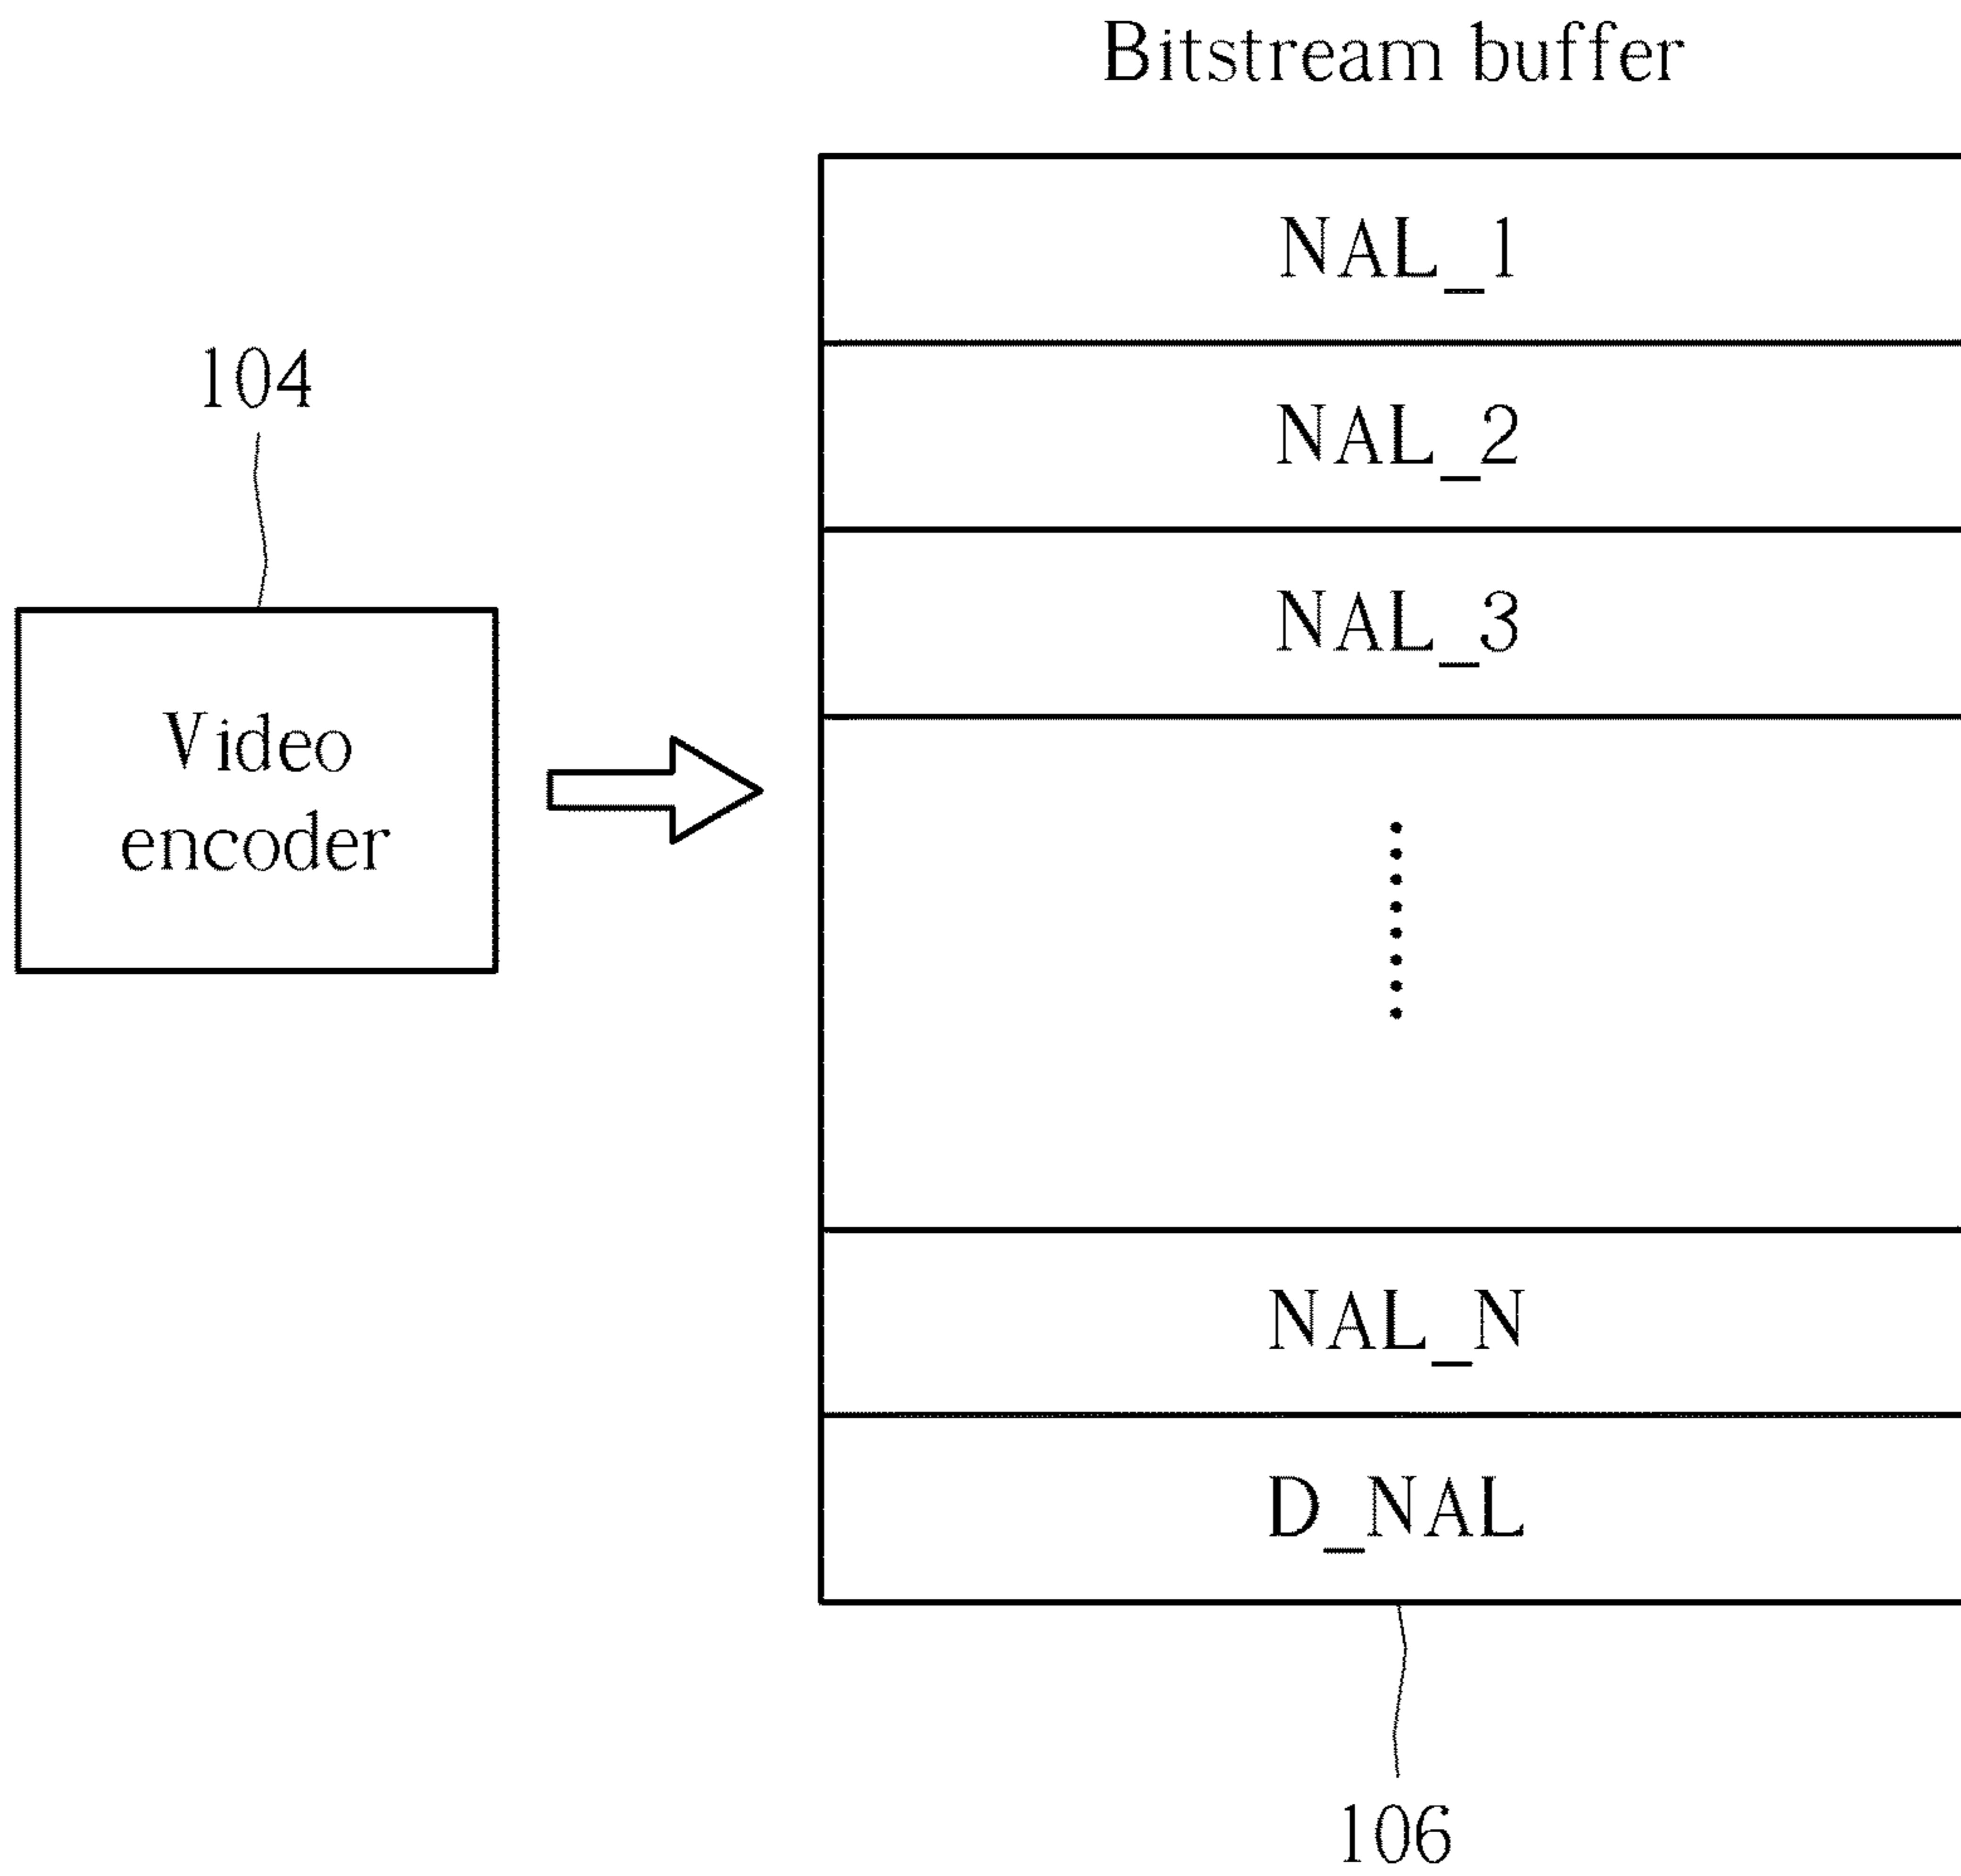 Bitstream buffer
NAL_1
104
NAL_2
NAL_3
Video
encoder
NAL_N
D_NAL
106